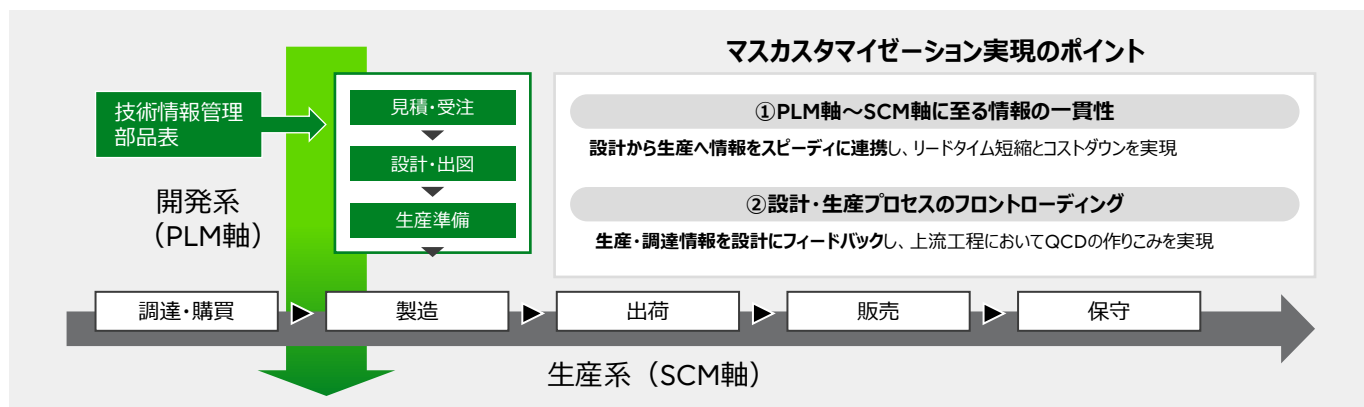 マスカスタマイゼーション実現のポイント
技術情報管理
部品表
見積・受注
設計・出図
生産準備
開発系
(PLM軸)
①PLM軸～SCM軸に至る情報の一貫性
設計から生産へ情報をスピーディに連携し、リードタイム短縮とコストダウンを実現
②設計・生産プロセスのフロントローディング
生産・調達情報を設計にフィードバックし、上流工程においてQCDの作りこみを実現
調達・購買
製造
出荷
販売
保守
生産系（SCM軸）